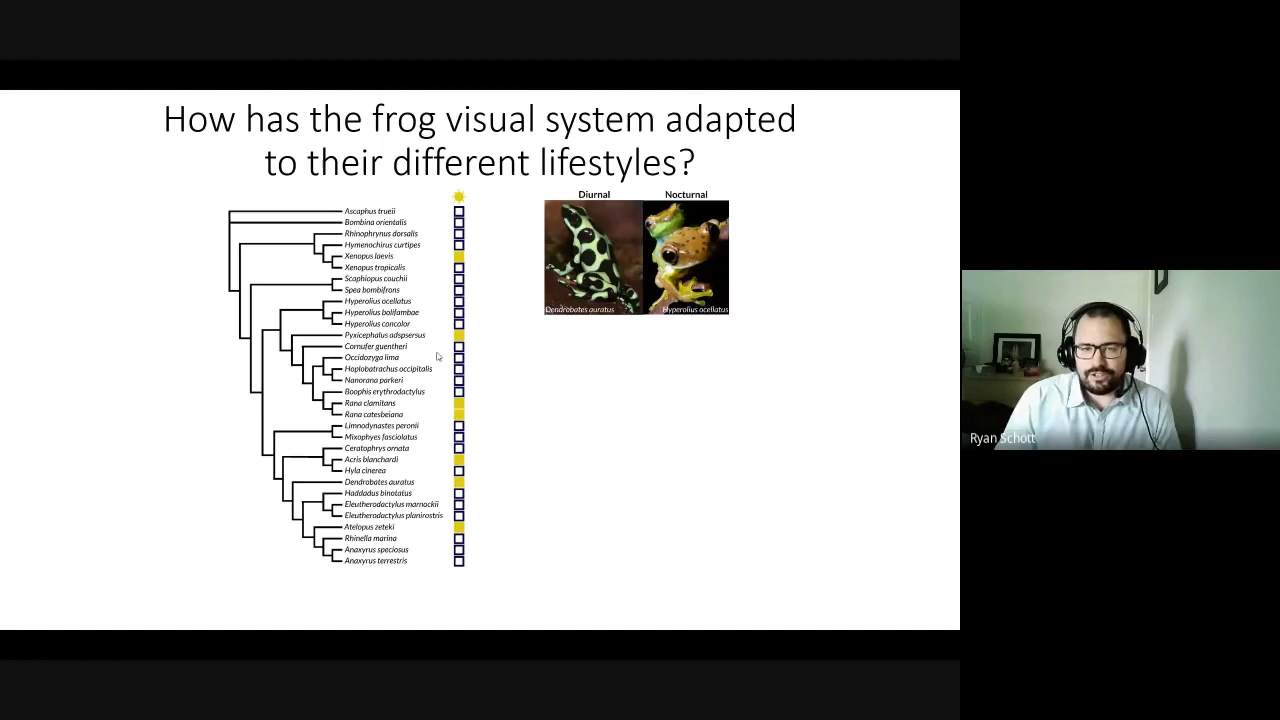 How has the frog visual system adapted
to their different lifestyles?
Diurnal
Nocturnal
Ascaphus trueii
Bombina orientalis
Rhinophrynus dorsalis
Hymenochirus curtipes
Xenopus laevis
Xenopus tropicalis
Scaphiopus couchii
Spea bombifrons
Hyperolius ocellatus
Hyperolius bolifambae
Hyperolius concolor
Pyxicephalus adspsersus
Cornufer guentheri
Occidozyga lima
Hoplobatrachus occipitalis
Nanorana parkeri
Boophis erythrodactylus
Rana clamitans
Rana catesbeiana
Limnodynastes peronii
Mixophyes fasciolatus
Ceratophrys ornata
Acris blanchardi
Hyla cinerea
Dendrobates auratus
Haddadus binotatus
Eleutherodactylus marnockii
Eleutherodactylus planirostris
Atelopus zeteki
Rhinella marina
Anaxyrus speciosus
Anaxyrus terrestris
Dendrobates auratus
Hyperolius ocellatus
Ryan Schott